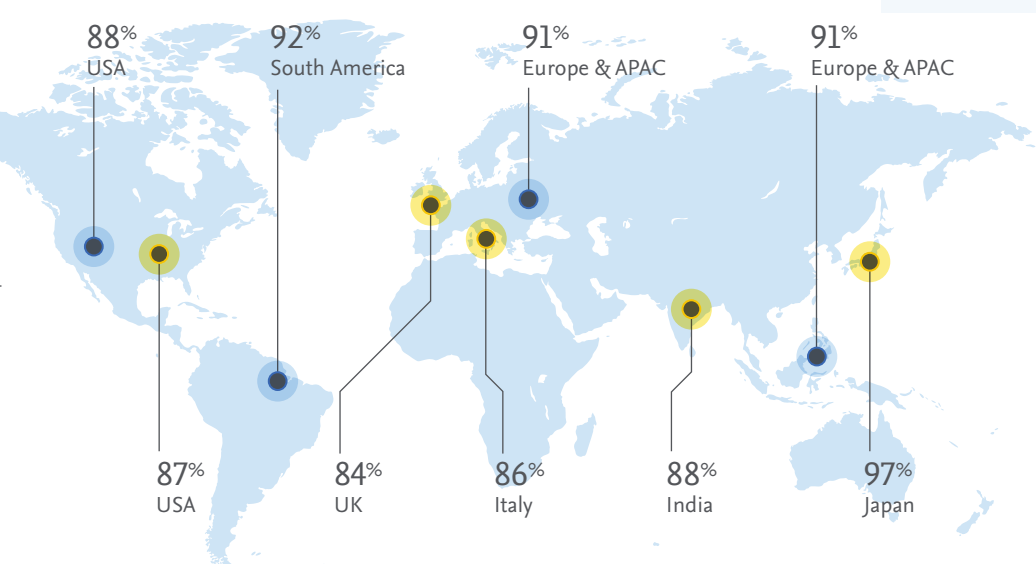 88%
USA
92%
South America
91%
Europe & APAC
91%
Europe & APAC
87%
USA
84%
UK
86%
Italy
88%
India
97%
Japan